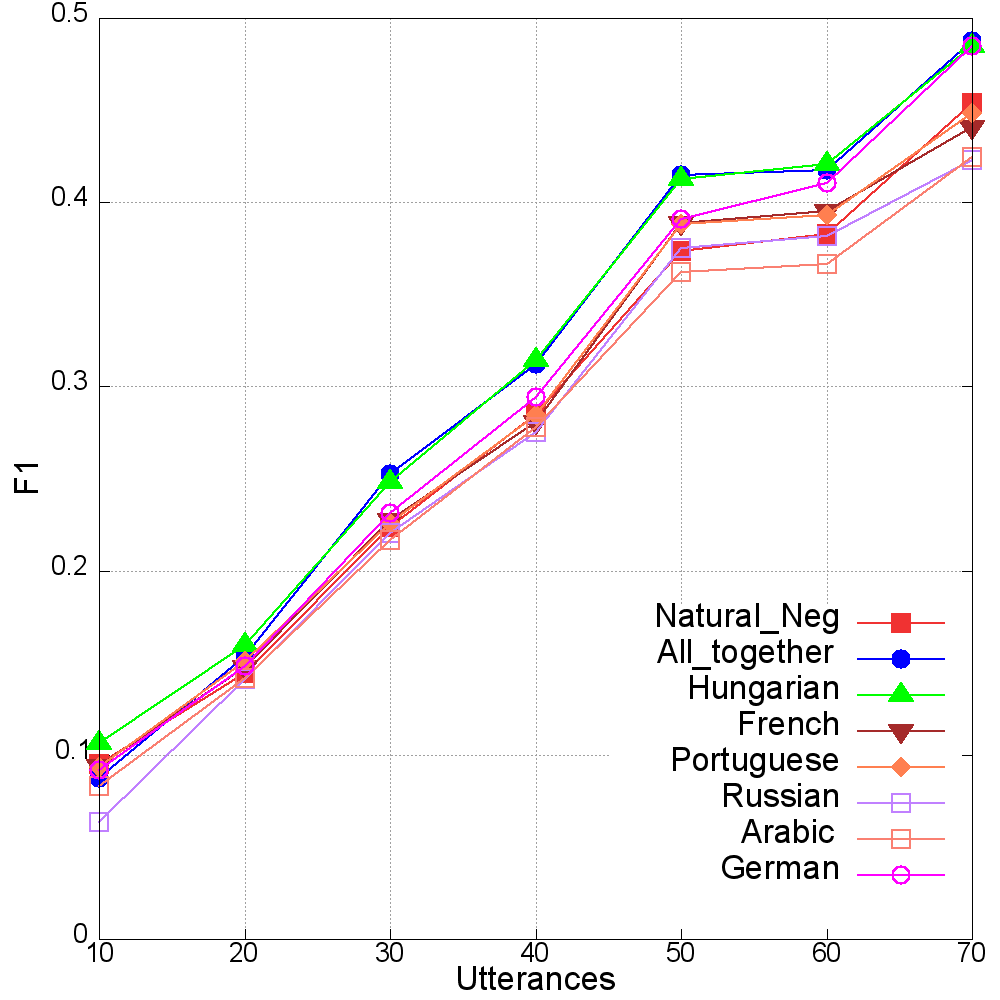 0.5
0.4
0.3
0.2
0.1
0
F1
10 20 30 40 50 60 70
Utterances
Natural_Neg
All_together
Hungarian
French
Portuguese
Russian
Arabic
German